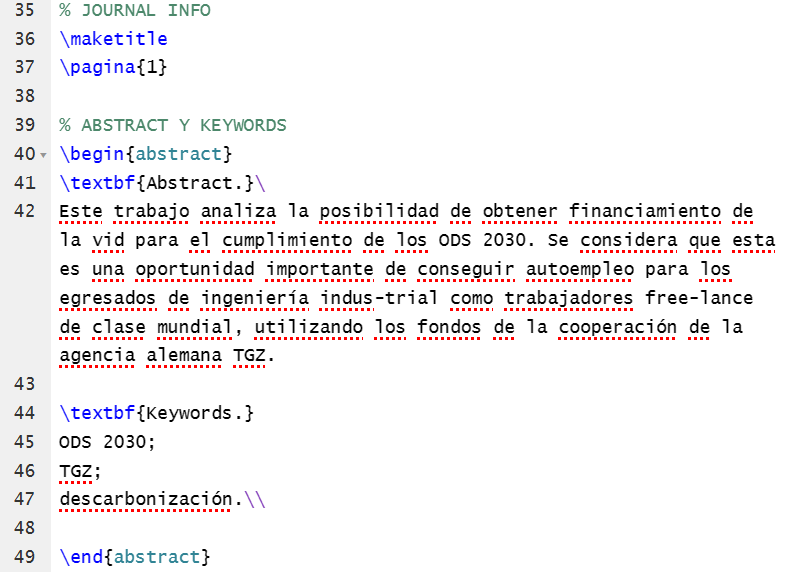 35 % JOURNAL INFO
36 \maketitle
37 \pagina{1}
38
39 % ABSTRACT Y KEYWORDS
40 \begin{abstract}
41 \textbf{Abstract.}\
42 Este trabajo analiza la posibilidad de obtener financiamiento de
la vid para el cumplimiento de los ODS 2030. Se considera que esta
es una oportunidad importante de conseguir autoempleo para los
egresados de ingeniería indus-trial como trabajadores free-lance
de clase mundial, utilizando los fondos de la cooperación de la
agencia alemana TGZ.
43
44 \textbf{Keywords.}
45 ODS 2030;
46 TGZ;
47 descarbonización.\\
48
49 \end{abstract}